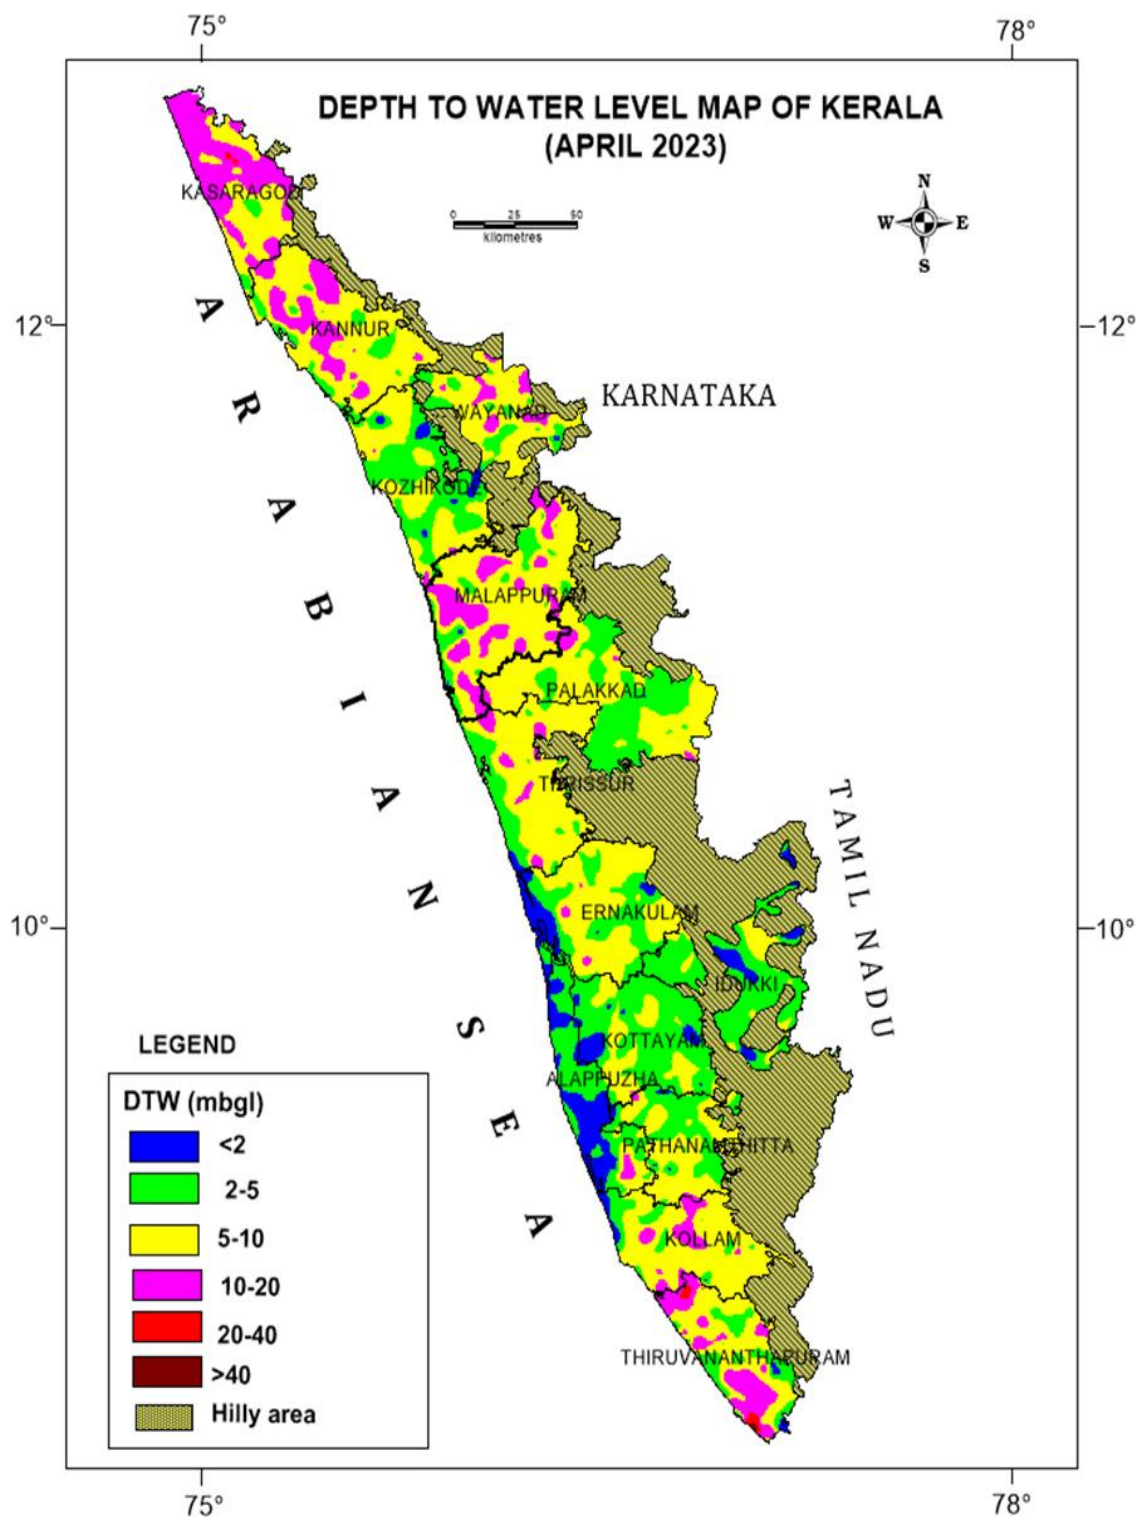 75°
78°
DEPTH TO WATER LEVEL MAP OF KERALA
(APRIL 2023)
N
W
E
S
0
25
50
kilometres
KASARAGOD
12°
12°
KANNUR
KARNATAKA
WAYANAD
KOZHIKODE
MALAPPURAM
PALAKKAD
THRISSUR
ARABIAN SEA
TAMIL NADU
ERNAKULAM
10°
10°
IDUKKI
KOTTAYAM
ALAPPUZHA
PATHANAMTHITTA
KOLLAM
THIRUVANANTHAPURAM
LEGEND
DTW (mbgl)
<2
2-5
5-10
10-20
20-40
>40
Hilly area
75°
78°